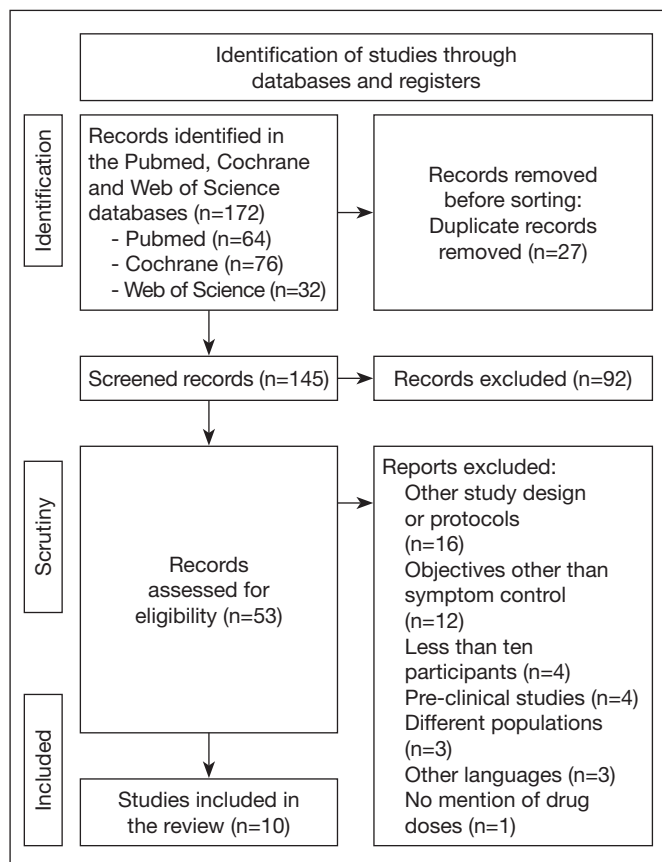 Identification of studies through
databases and registers
Identification
Records identified in
the Pubmed, Cochrane
and Web of Science
databases (n=172)
- Pubmed (n=64)
- Cochrane (n=76)
- Web of Science (n=32)
Records removed
before sorting:
Duplicate records
removed (n=27)
Screened records (n=145)
Records excluded (n=92)
Scrutiny
Records
assessed for
eligibility (n=53)
Reports excluded:
Other study design
or protocols
(n=16)
Objectives other than
symptom control
(n=12)
Less than ten
participants (n=4)
Pre-clinical studies (n=4)
Different populations
(n=3)
Other languages (n=3)
No mention of drug
doses (n=1)
Included
Studies included in
the review (n=10)